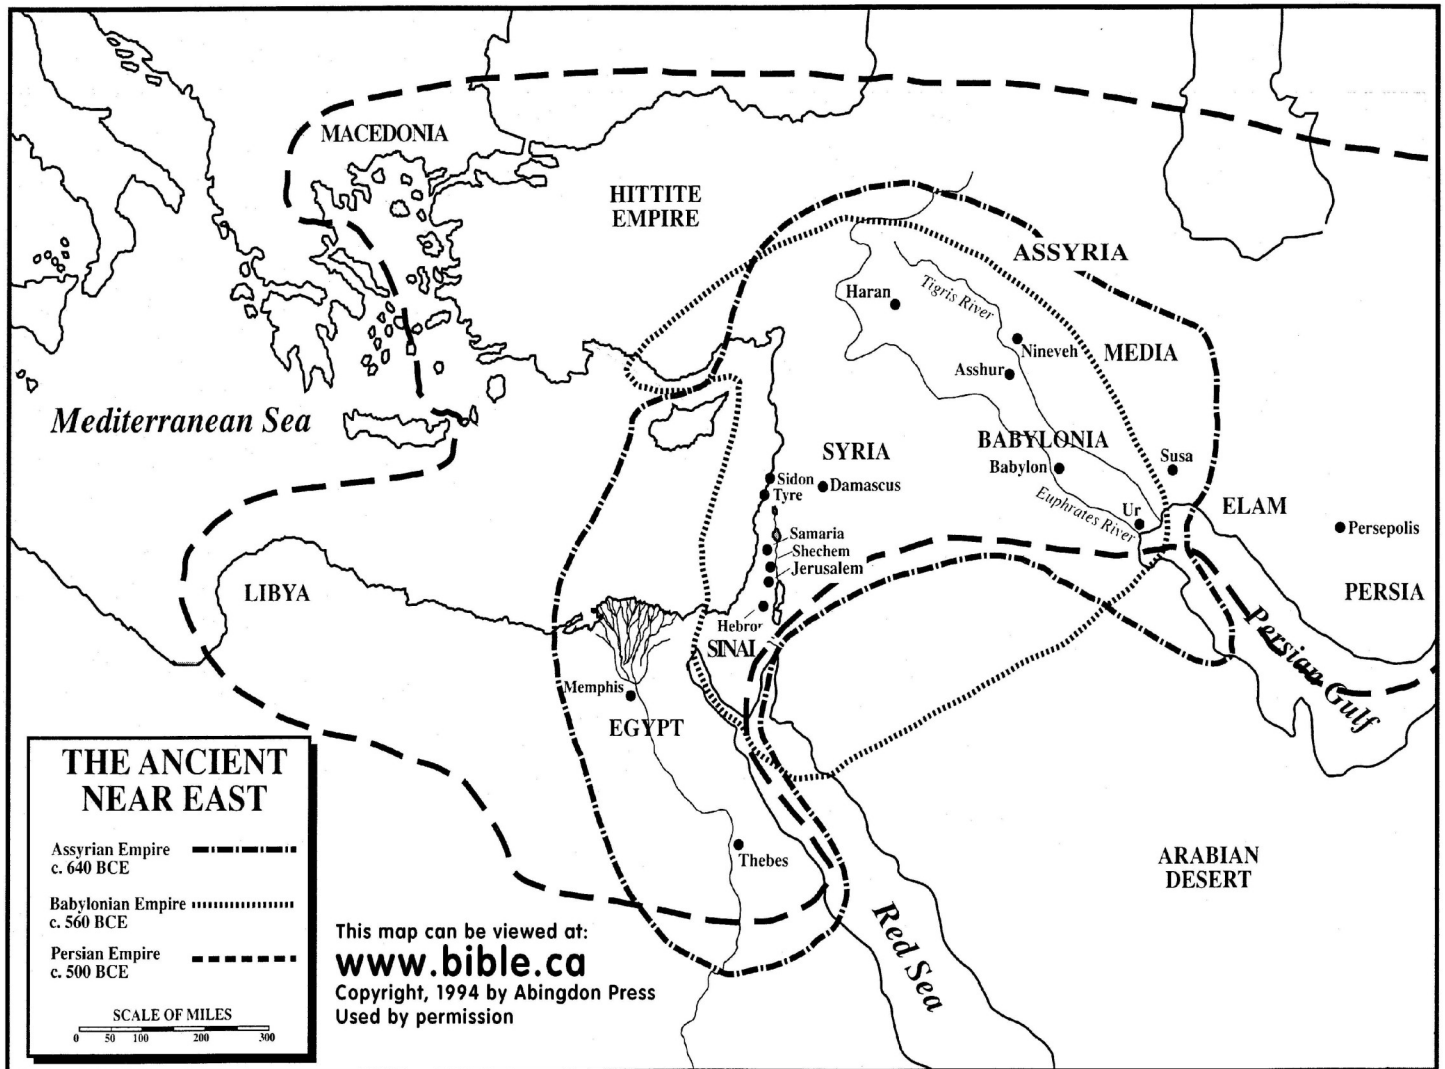 MACEDONIA
HITTITE
EMPIRE
ASSYRIA
Haran
Tigris River
Nineveh
MEDIA
Asshur
Mediterranean Sea
BABYLONIA
SYRIA
Babylon
Susa
Sidon
Tyre
Damascus
Euphrates River
Ur
ELAM
Persepolis
Samaria
Shechem
Jerusalem
LIBYA
PERSIA
Hebror
SINAI
Persian Gulf
Memphis
EGYPT
THE ANCIENT
NEAR EAST
Assyrian Empire
c. 640 BCE
Babylonian Empire
c. 560 BCE
Persian Empire
c. 500 BCE
SCALE OF MILES
0 50 100 200 300
Thebes
ARABIAN
DESERT
Red Sea
This map can be viewed at:
www.bible.ca
Copyright, 1994 by Abingdon Press
Used by permission